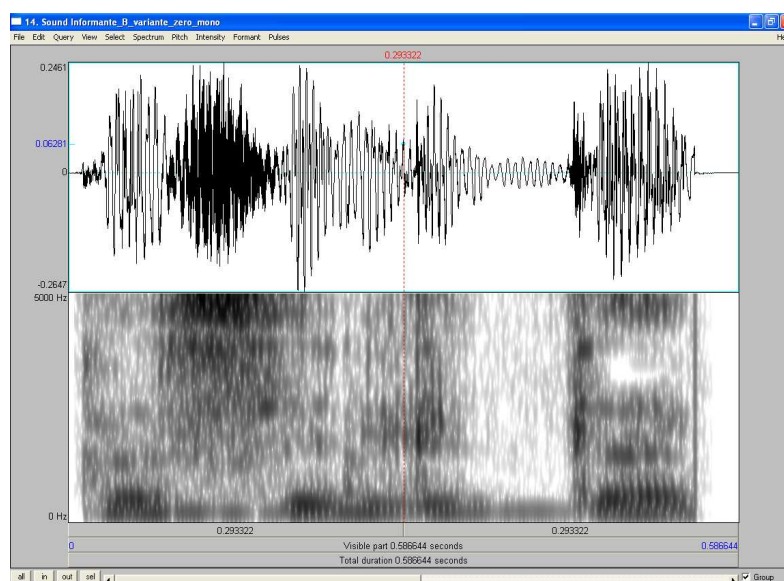 14. Sound Informante_B_variante_zero_mono
File Edit Query View Select Spectrum Pitch Intensity Formant Pulses
0.293322
0.2461
0.06281
0
-0.2647
5000 Hz
0 Hz
0.293322 0.293322
0 Visible part 0.586644 seconds 0.586644
Total duration 0.586644 seconds
all in out sel Group